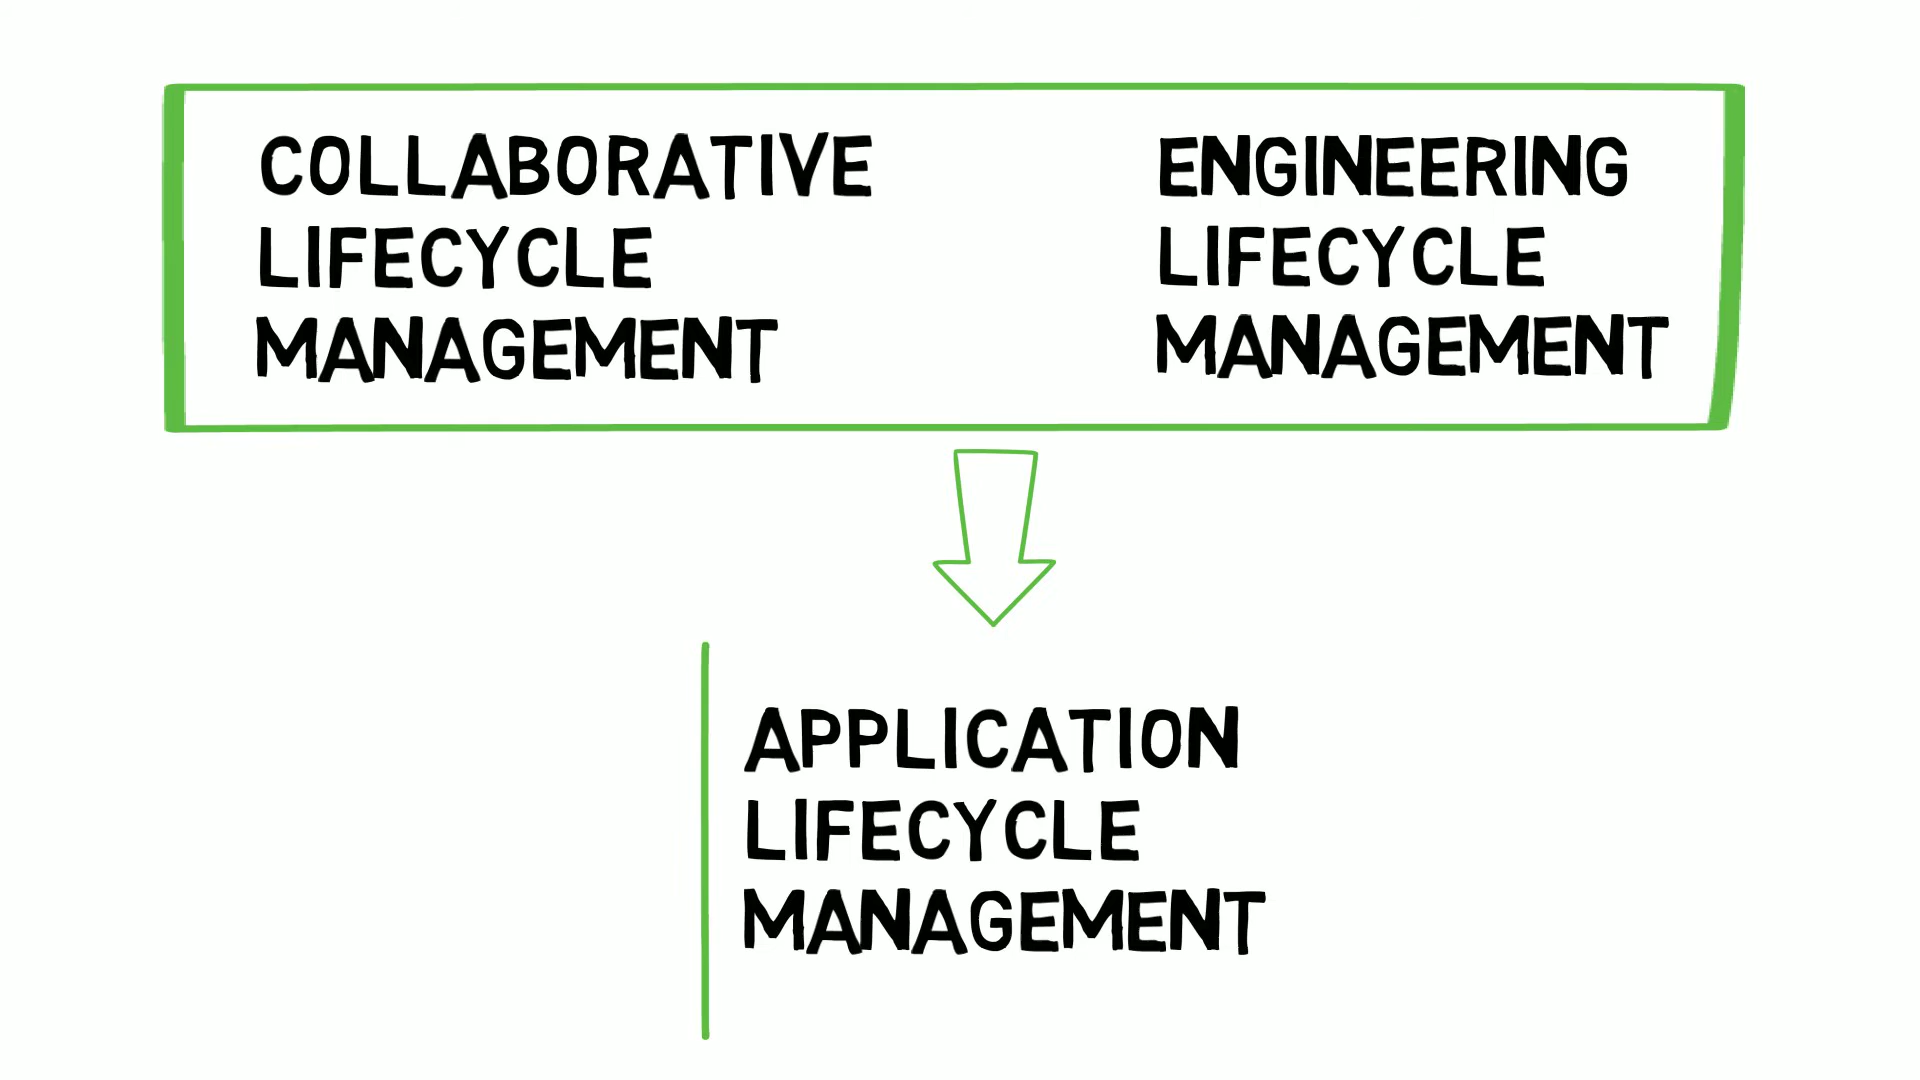 COLLABORATIVE
LIFECYCLE
MANAGEMENT
ENGINEERING
LIFECYCLE
MANAGEMENT
APPLICATION
LIFECYCLE
MANAGEMENT